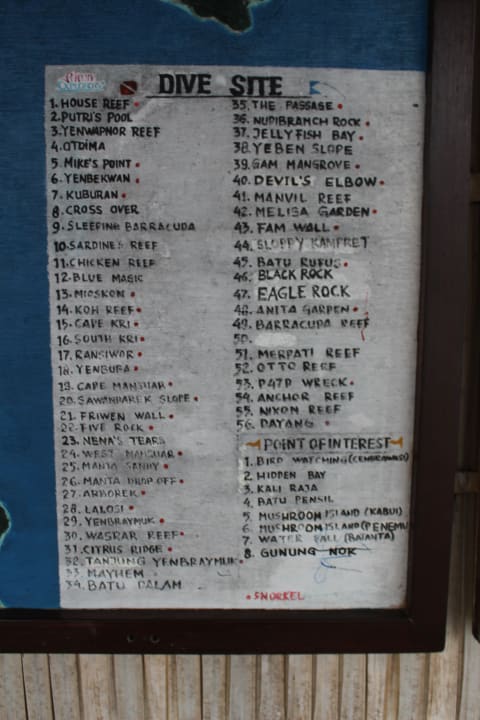 DIVE SITE
1. HOUSE REEF •
2. PUTRI'S POOL
3. YENWAPNOR REEF
4. OTDIMA
5. MIKE'S POINT •
6. YENBEKWAN •
7. KUBURAN •
8. CROSS OVER
9. SLEEPING BARRACUDA
10. SARDINES REEF
11. CHICKEN REEF
12. BLUE MAGIC
13. MIOSKON •
14. KOH REEF •
15. CAPE KRI •
16. SOUTH KRI •
17. RANSIWOR •
18. YENBUBA •
19. CAPE MANSUAR •
20. SAWANDAREK SLOPE •
21. FRIWEN WALL •
22. FIVE ROCK •
23. NENA'S TEARS
24. WEST MANSUAR •
25. MANTA SANDY •
26. MANTA DROP OFF •
27. ARBOREK •
28. LALOSI •
29. YENBRAYMUK •
30. WASRAR REEF •
31. CITRUS RIDGE •
32. TANJUNG YENBRAYMUK •
33. MAYHEM
34. BATU DALAM
35. THE PASSAGE •
36. NUDIBRANCH ROCK •
37. JELLYFISH BAY •
38. YEBEN SLOPE
39. GAM MANGROVE •
40. DEVIL'S ELBOW •
41. MANVIL REEF
42. MELISA GARDEN •
43. FAM WALL •
44. SLOPPY KAMFRET
45. BATU RUFUS •
46. BLACK ROCK
47. EAGLE ROCK
48. ANITA GARDEN •
49. BARRACUDA REEF
50.
51. MERPATI REEF
52. OTTO REEF
53. P47D WRECK •
54. ANCHOR REEF
55. NIXON REEF
56. DAYANG •
POINT OF INTEREST
1. BIRD WATCHING (CENDRAWASI)
2. HIDDEN BAY
3. KALI RAJA
4. BATU PENSIL
5. MUSHROOM ISLAND (KABUI)
6. MUSHROOM ISLAND (PENEMU
7. WATER FALL (BATANTA)
8. GUNUNG NOK
• SNORKEL